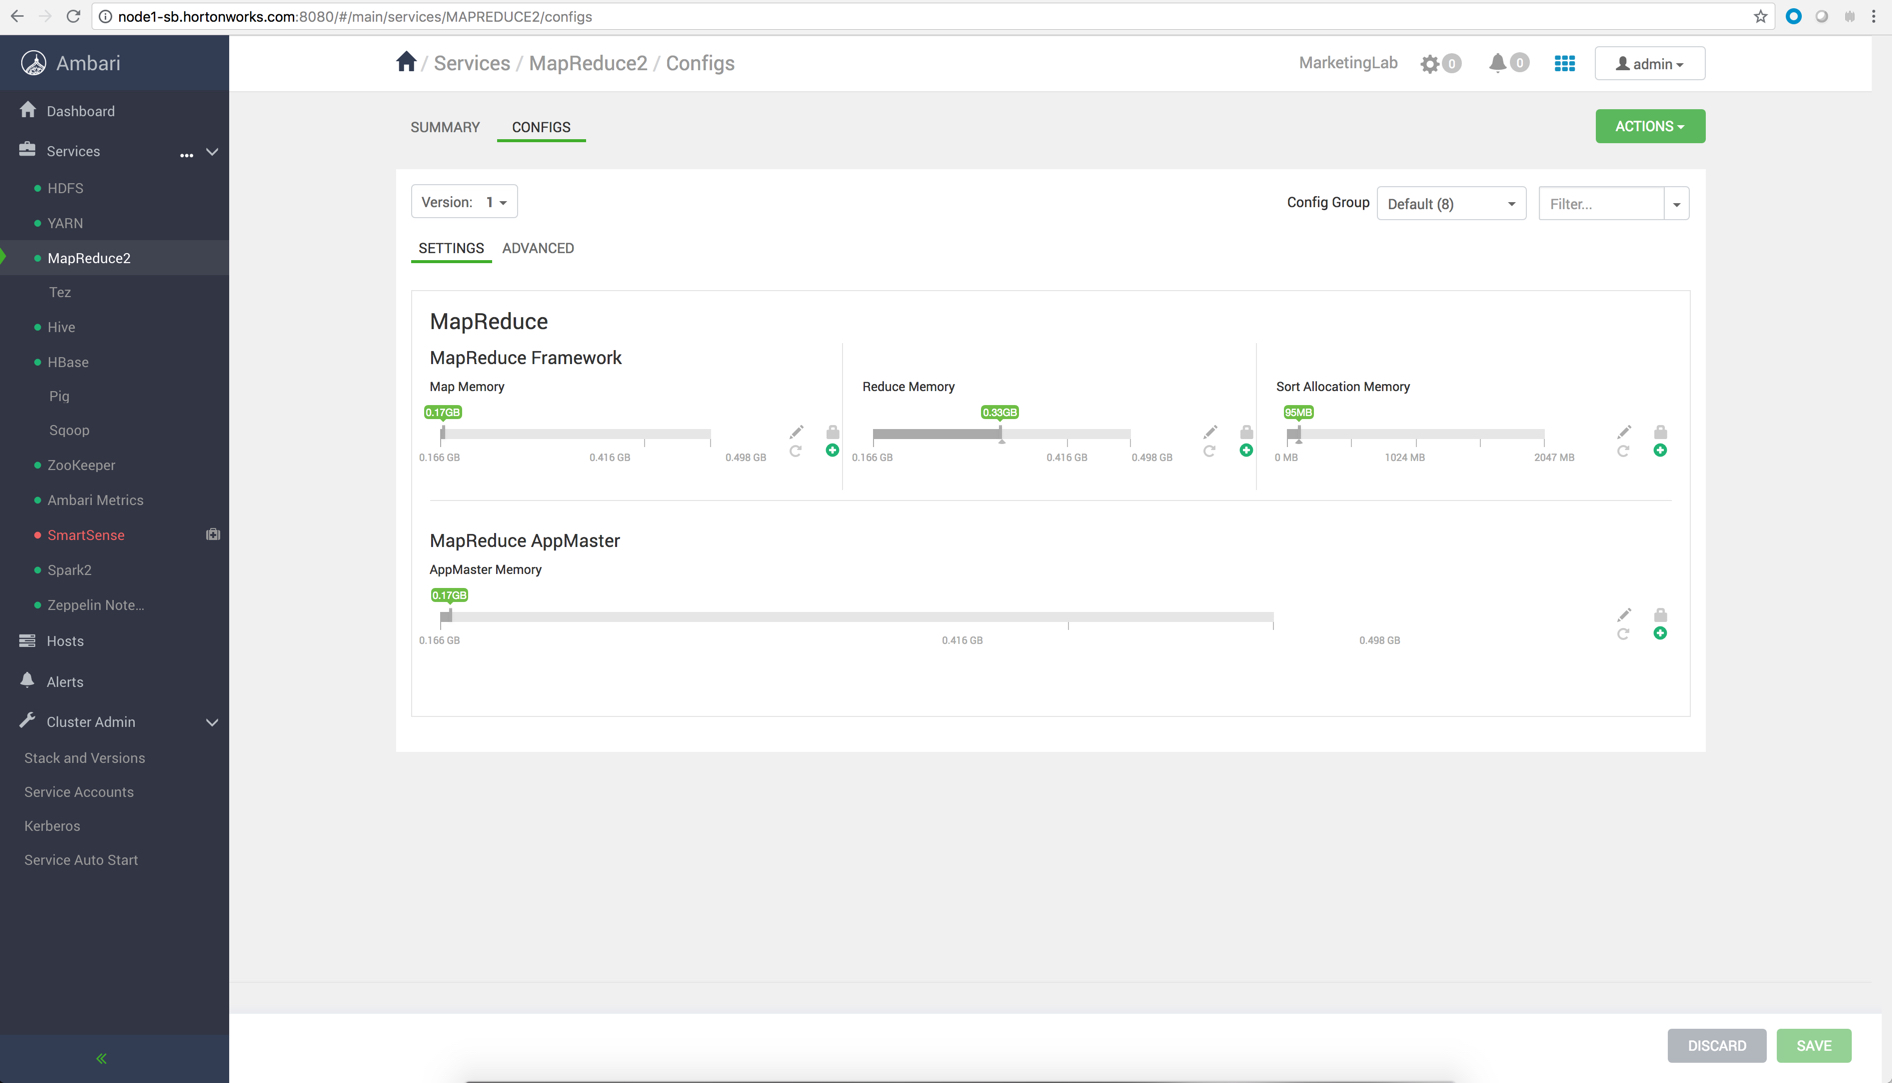 node1-sb.hortonworks.com:8080/#/main/services/MAPREDUCE2/configs
Ambari
/ Services / MapReduce2 / Configs
MarketingLab
0
0
admin
Dashboard
Services
...
HDFS
YARN
MapReduce2
Tez
Hive
HBase
Pig
Sqoop
ZooKeeper
Ambari Metrics
SmartSense
Spark2
Zeppelin Note...
Hosts
Alerts
Cluster Admin
Stack and Versions
Service Accounts
Kerberos
Service Auto Start
SUMMARY
CONFIGS
ACTIONS
Version: 1
Config Group
Default (8)
Filter...
SETTINGS
ADVANCED
MapReduce
MapReduce Framework
Map Memory
0.17GB
0.166 GB
0.416 GB
0.498 GB
Reduce Memory
0.33GB
0.166 GB
0.416 GB
0.498 GB
Sort Allocation Memory
95MB
0 MB
1024 MB
2047 MB
MapReduce AppMaster
AppMaster Memory
0.17GB
0.166 GB
0.416 GB
0.498 GB
DISCARD
SAVE